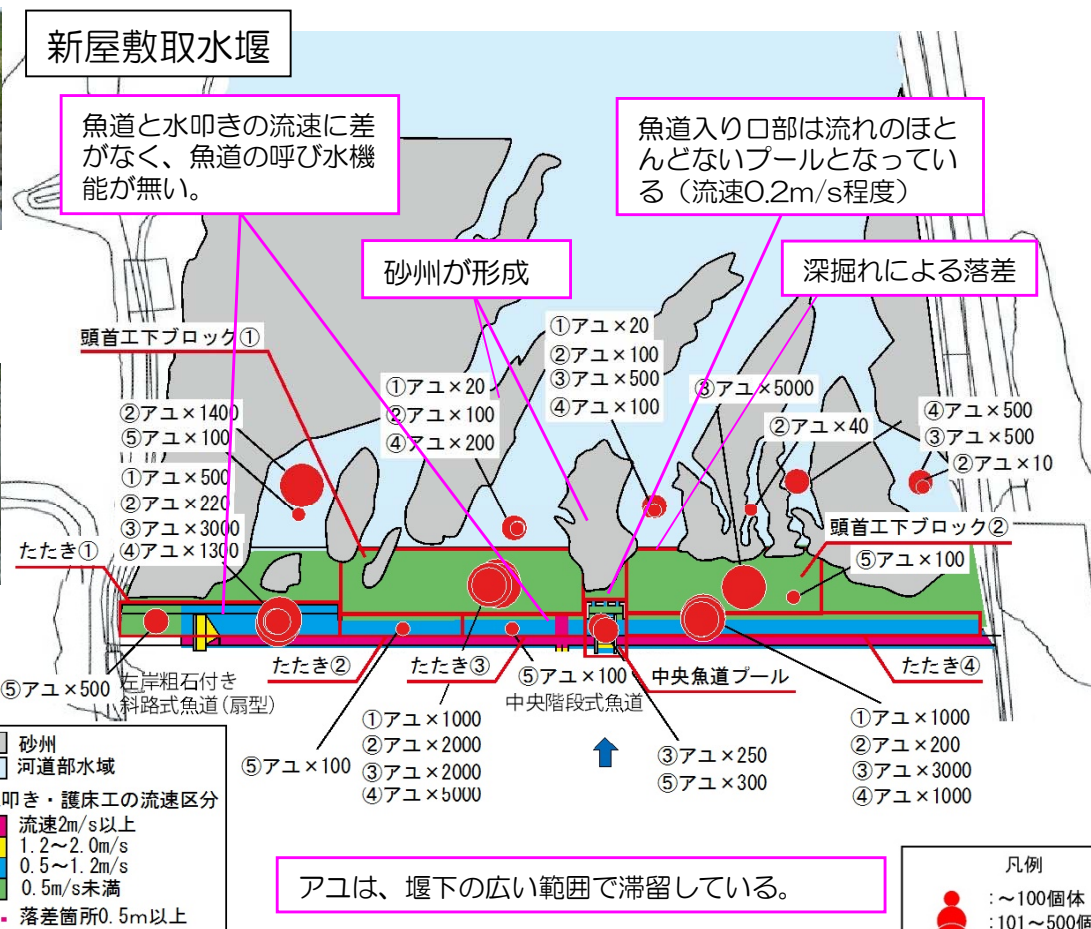 新屋敷取水堰
魚道と水叩きの流速に差
がなく、魚道の呼び水機
能が無い。
魚道入り口部は流れのほと
んどないプールとなってい
る（流速0.2m/s程度）
砂州が形成
深掘れによる落差
頭首工下ブロック①
①アユ×20
②アユ×100
③アユ×500
④アユ×100
①アユ×20
②アユ×100
④アユ×200
③アユ×5000
②アユ×40
④アユ×500
③アユ×500
②アユ×10
②アユ×1400
⑤アユ×100
①アユ×500
②アユ×220
③アユ×3000
④アユ×1300
たたき①
頭首工下ブロック②
⑤アユ×100
⑤アユ×500
左岸粗石付き
斜路式魚道(扇型)
たたき②
たたき③
⑤アユ×100
中央階段式魚道
中央魚道プール
たたき④
⑤アユ×100
①アユ×1000
②アユ×2000
③アユ×2000
④アユ×5000
③アユ×250
⑤アユ×300
①アユ×1000
②アユ×200
③アユ×3000
④アユ×1000
砂州
河道部水域
叩き・護床工の流速区分
流速2m/s以上
1.2～2.0m/s
0.5～1.2m/s
0.5m/s未満
落差箇所0.5m以上
アユは、堰下の広い範囲で滞留している。
凡例
：～100個体
：101～500個